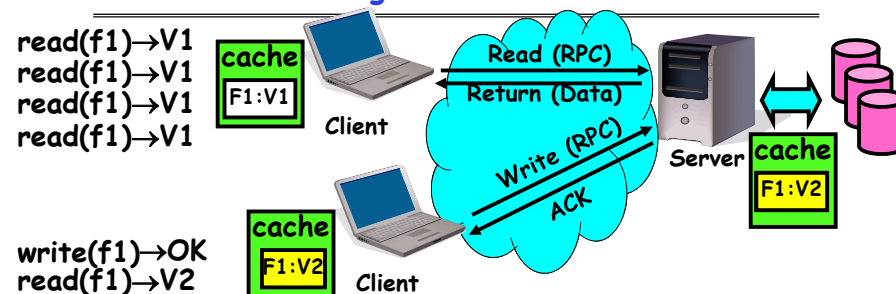 read(f1)→V1
read(f1)→V1
read(f1)→V1
read(f1)→V1
cache
F1:V1
Client
Read (RPC)
Return (Data)
Write (RPC)
ACK
Server
cache
F1:V2
write(f1)→OK
read(f1)→V2
cache
F1:V2
Client